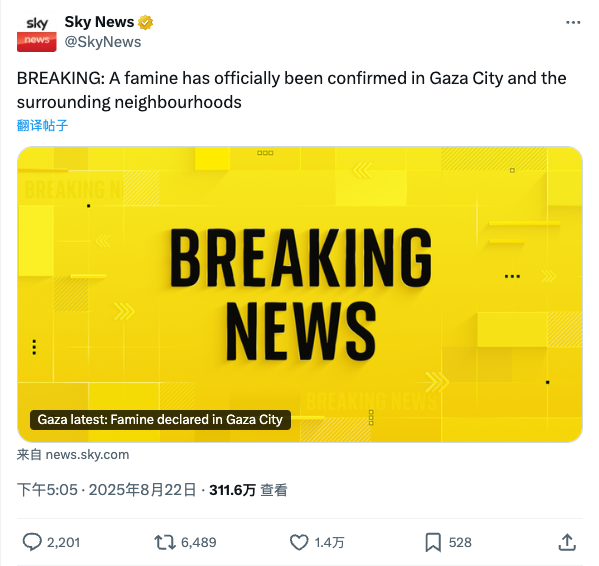 sky
news
Sky News
@SkyNews
BREAKING: A famine has officially been confirmed in Gaza City and the
surrounding neighbourhoods
翻译帖子
BREAKING N
BREAKING
NEWS
BREAKING NEWS
Gaza latest: Famine declared in Gaza City
来自 news.sky.com
下午5:05 · 2025年8月22日 · 311.6万 查看
2,201 6,489 1.4万 528